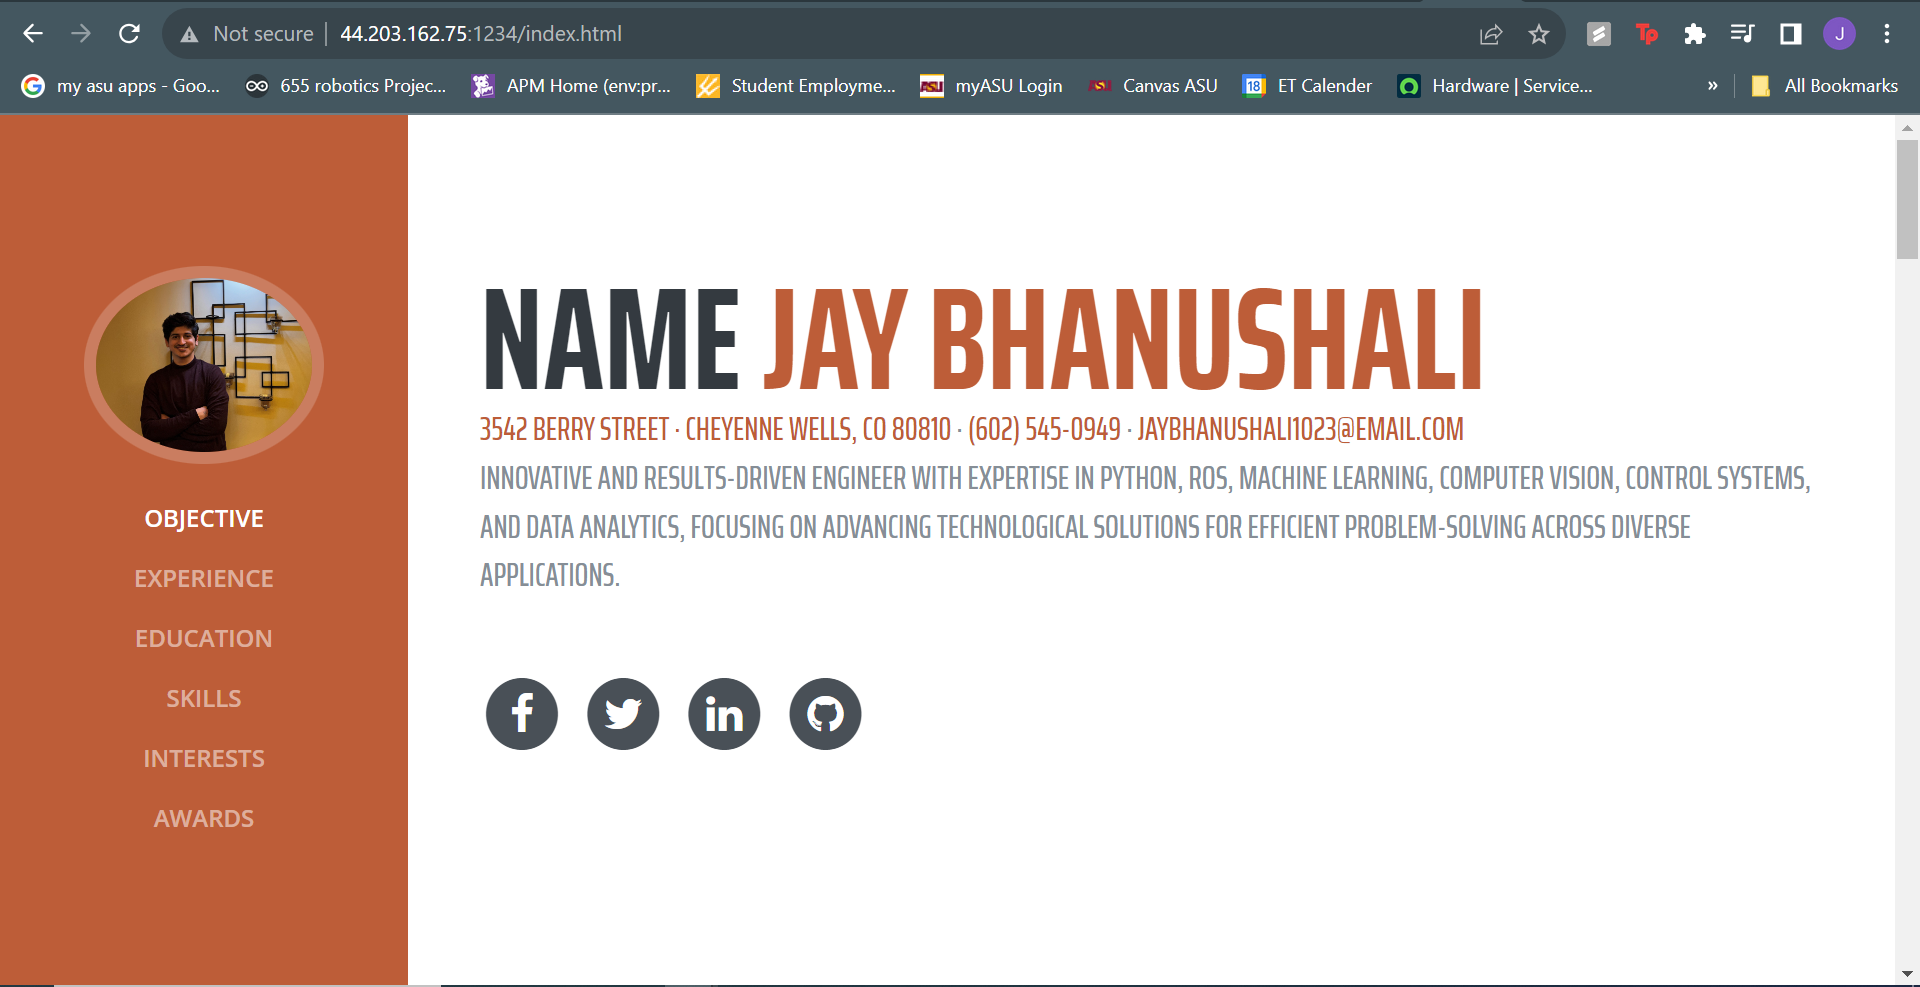 Not secure
44.203.162.75:1234/index.html
Tp
J
my asu apps - Goo...
655 robotics Projec...
APM Home (env:pr...
Student Employme...
ASU
myASU Login
ASU
Canvas ASU
18
ET Calender
Hardware | Service...
»
All Bookmarks
NAME JAY BHANUSHALI
3542 BERRY STREET · CHEYENNE WELLS, CO 80810 · (602) 545-0949 · JAYBHANUSHALI1023@EMAIL.COM
INNOVATIVE AND RESULTS-DRIVEN ENGINEER WITH EXPERTISE IN PYTHON, ROS, MACHINE LEARNING, COMPUTER VISION, CONTROL SYSTEMS,
AND DATA ANALYTICS, FOCUSING ON ADVANCING TECHNOLOGICAL SOLUTIONS FOR EFFICIENT PROBLEM-SOLVING ACROSS DIVERSE
APPLICATIONS.
OBJECTIVE
EXPERIENCE
EDUCATION
SKILLS
INTERESTS
AWARDS